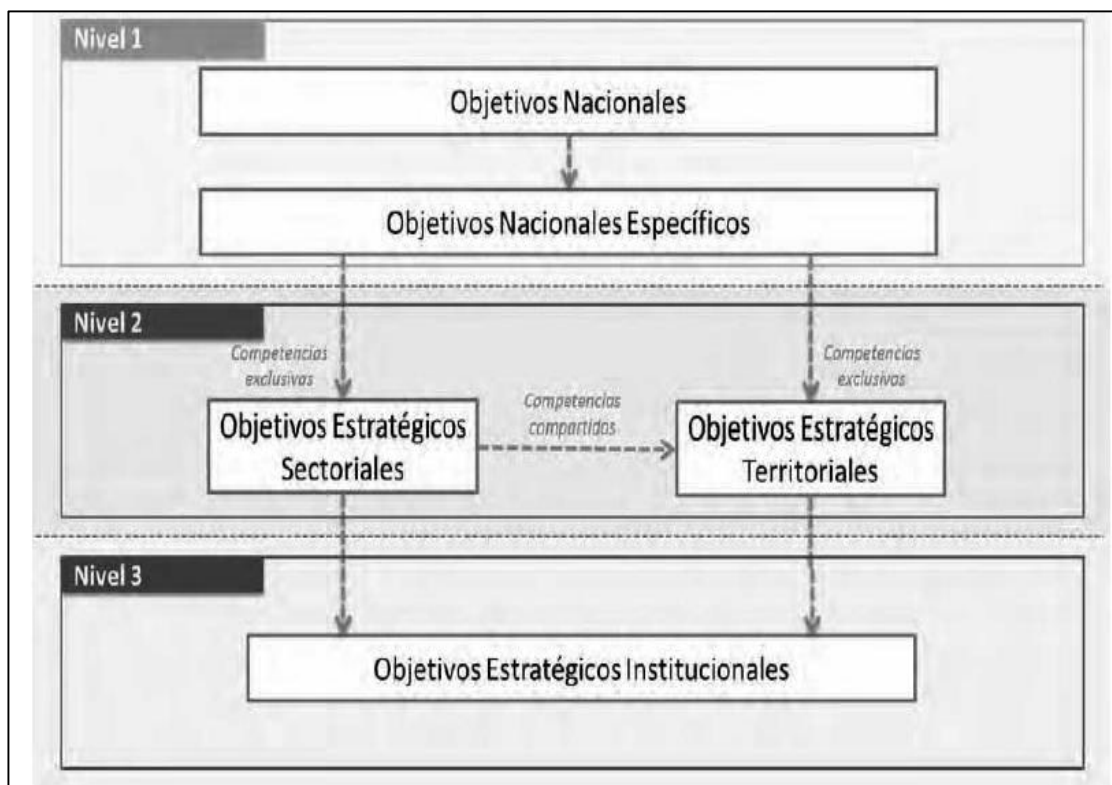 Nivel 1
Objetivos Nacionales
Objetivos Nacionales Específicos
Nivel 2
Competencias
exclusivas
Competencias
exclusivas
Competencias
compartidas
Objetivos Estratégicos
Sectoriales
Objetivos Estratégicos
Territoriales
Nivel 3
Objetivos Estratégicos Institucionales